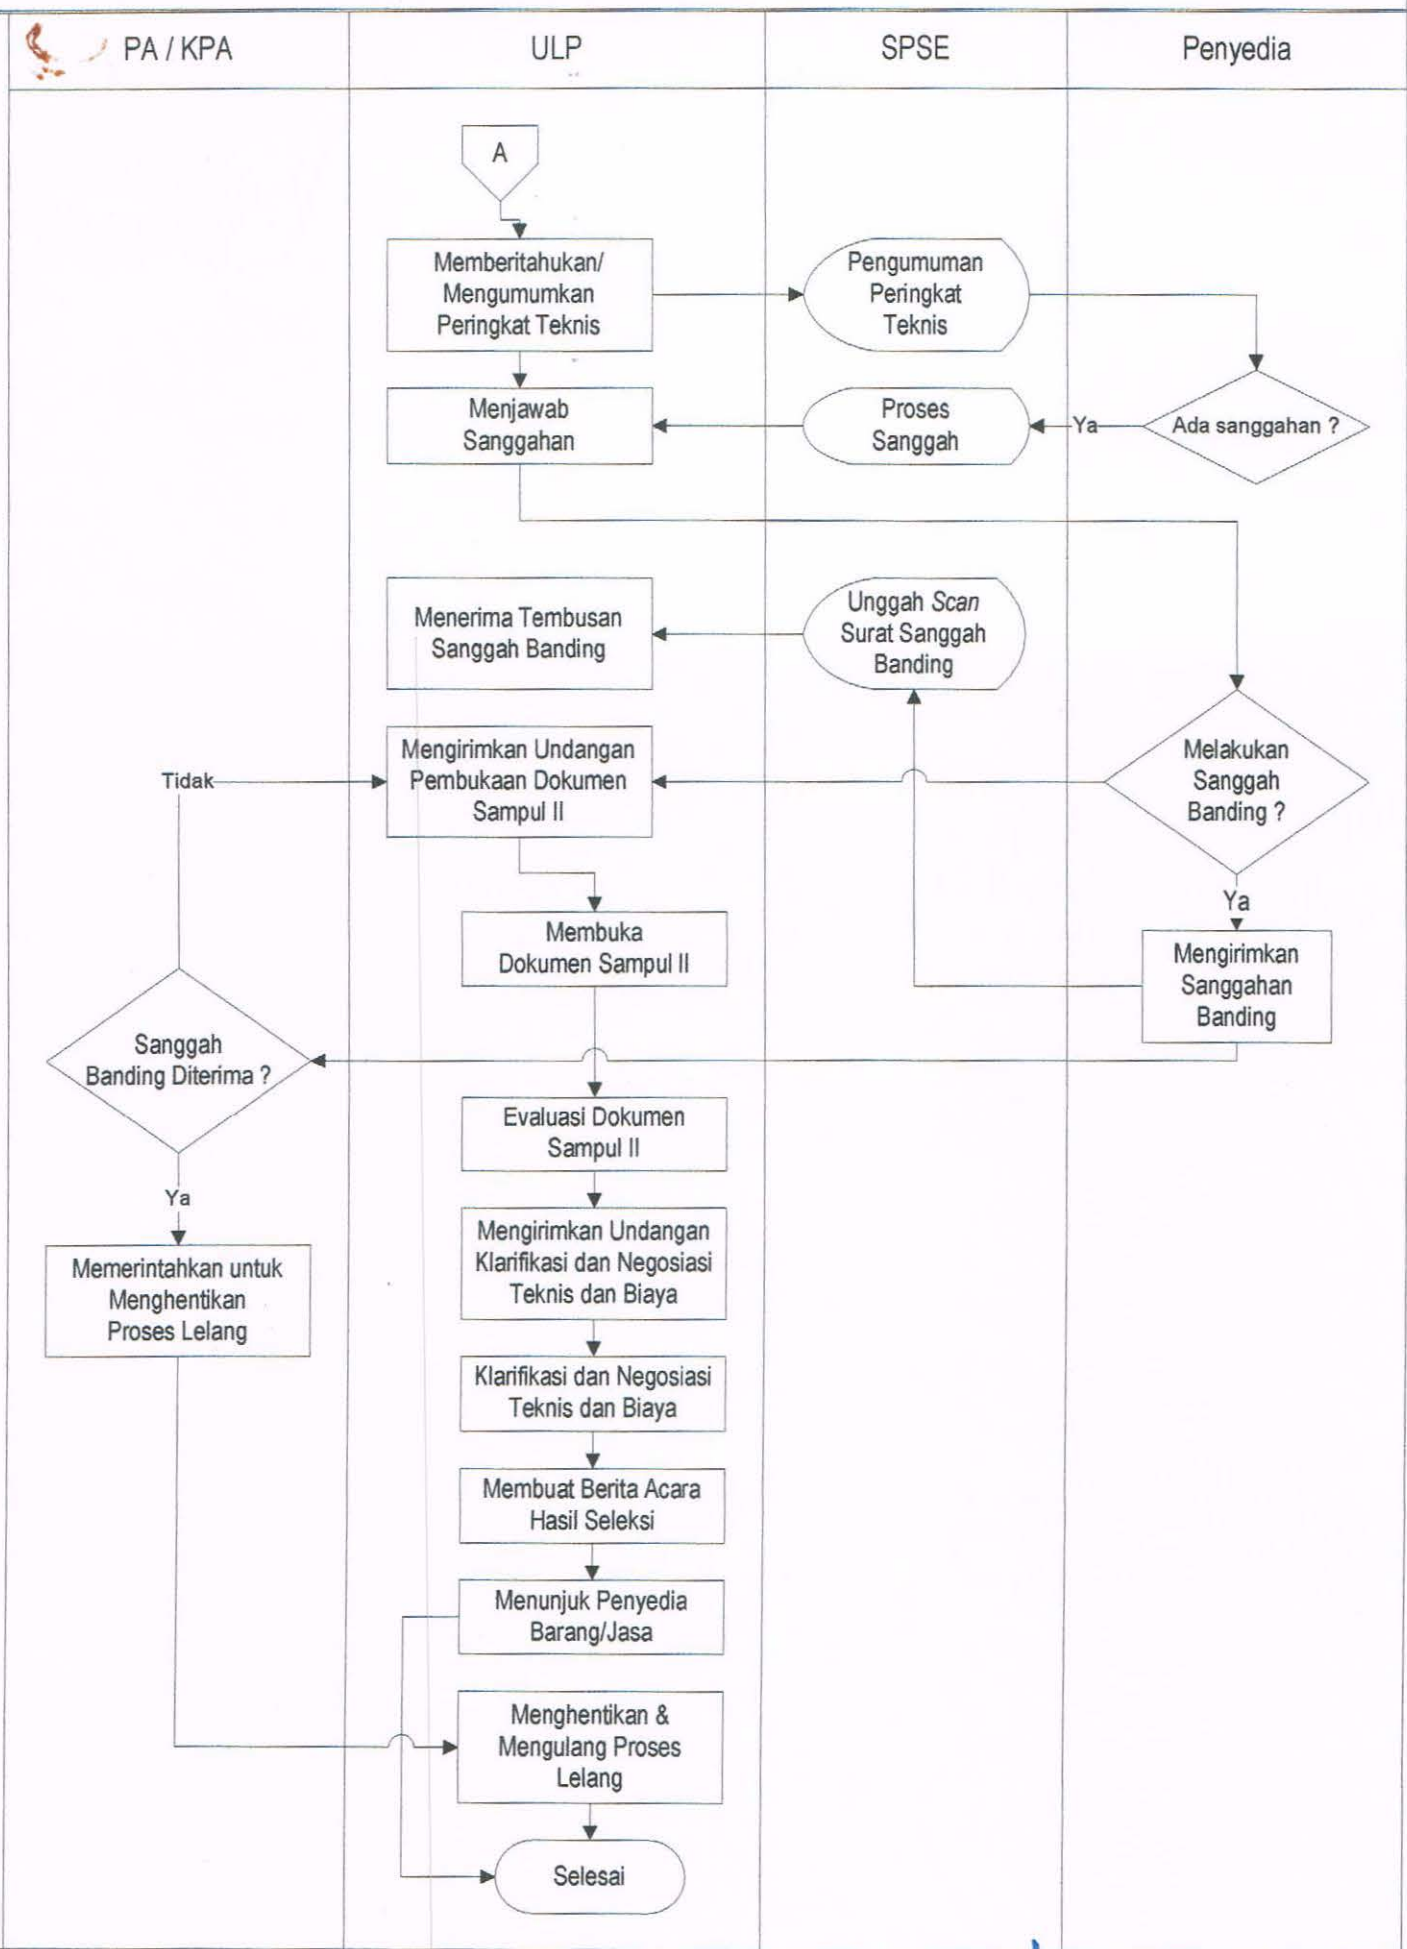 PA / KPA
ULP
SPSE
Penyedia
A
Memberitahukan/
Mengumumkan
Peringkat Teknis
Pengumuman
Peringkat
Teknis
Menjawab
Sanggahan
Proses
Sanggah
Ya
Ada sanggahan ?
Menerima Tembusan
Sanggah Banding
Unggah Scan
Surat Sanggah
Banding
Tidak
Mengirimkan Undangan
Pembukaan Dokumen
Sampul II
Melakukan
Sanggah
Banding ?
Ya
Membuka
Dokumen Sampul II
Mengirimkan
Sanggahan
Banding
Sanggah
Banding Diterima ?
Ya
Evaluasi Dokumen
Sampul II
Mengirimkan Undangan
Klarifikasi dan Negosiasi
Teknis dan Biaya
Memerintahkan untuk
Menghentikan
Proses Lelang
Klarifikasi dan Negosiasi
Teknis dan Biaya
Membuat Berita Acara
Hasil Seleksi
Menunjuk Penyedia
Barang/Jasa
Menghentikan &
Mengulang Proses
Lelang
Selesai